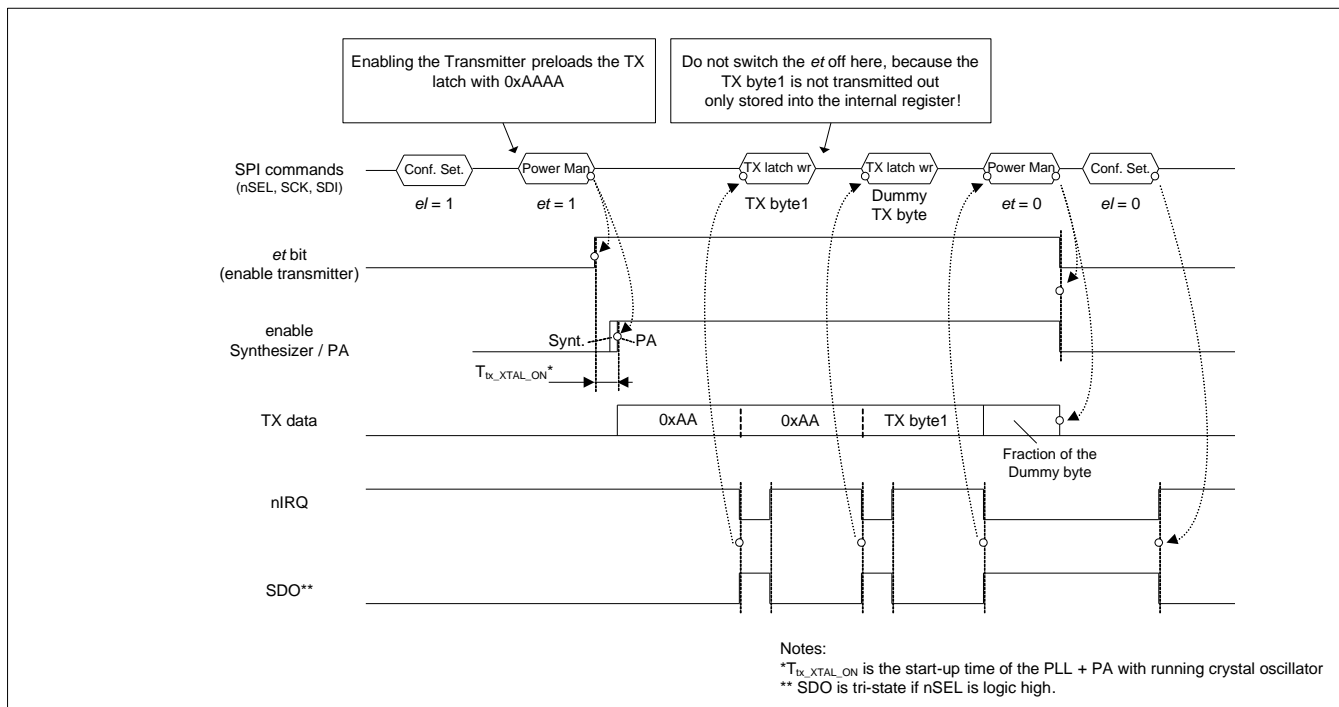 Enabling the Transmitter preloads the TX
latch with 0xAAAA
Do not switch the et off here, because the
TX byte1 is not transmitted out
only stored into the internal register!
SPI commands
(nSEL, SCK, SDI)
Conf. Set.
Power Man
TX latch wr
TX latch wr
Power Man
Conf. Set.
el = 1
et = 1
TX byte1
Dummy
TX byte
et = 0
el = 0
et bit
(enable transmitter)
enable
Synthesizer / PA
Synt.
PA
Ttx_XTAL_ON*
TX data
0xAA
0xAA
TX byte1
Fraction of the
Dummy byte
nIRQ
SDO**
Notes:
*Ttx_XTAL_ON is the start-up time of the PLL + PA with running crystal oscillator
** SDO is tri-state if nSEL is logic high.